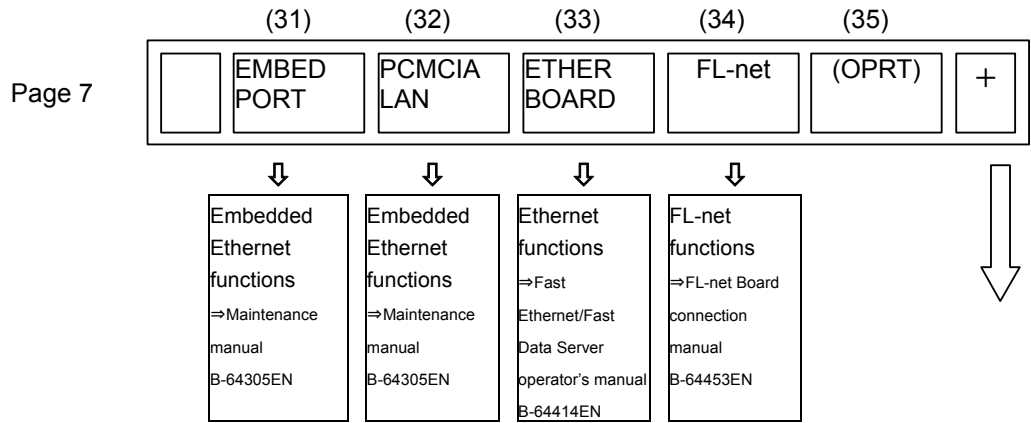 (31) (32) (33) (34) (35)
Page 7
EMBED
PORT
PCMCIA
LAN
ETHER
BOARD
FL-net
(OPRT)
+
Embedded
Ethernet
functions
⇒Maintenance
manual
B-64305EN
Embedded
Ethernet
functions
⇒Maintenance
manual
B-64305EN
Ethernet
functions
⇒Fast
Ethernet/Fast
Data Server
operator's manual
B-64414EN
FL-net
functions
⇒FL-net Board
connection
manual
B-64453EN